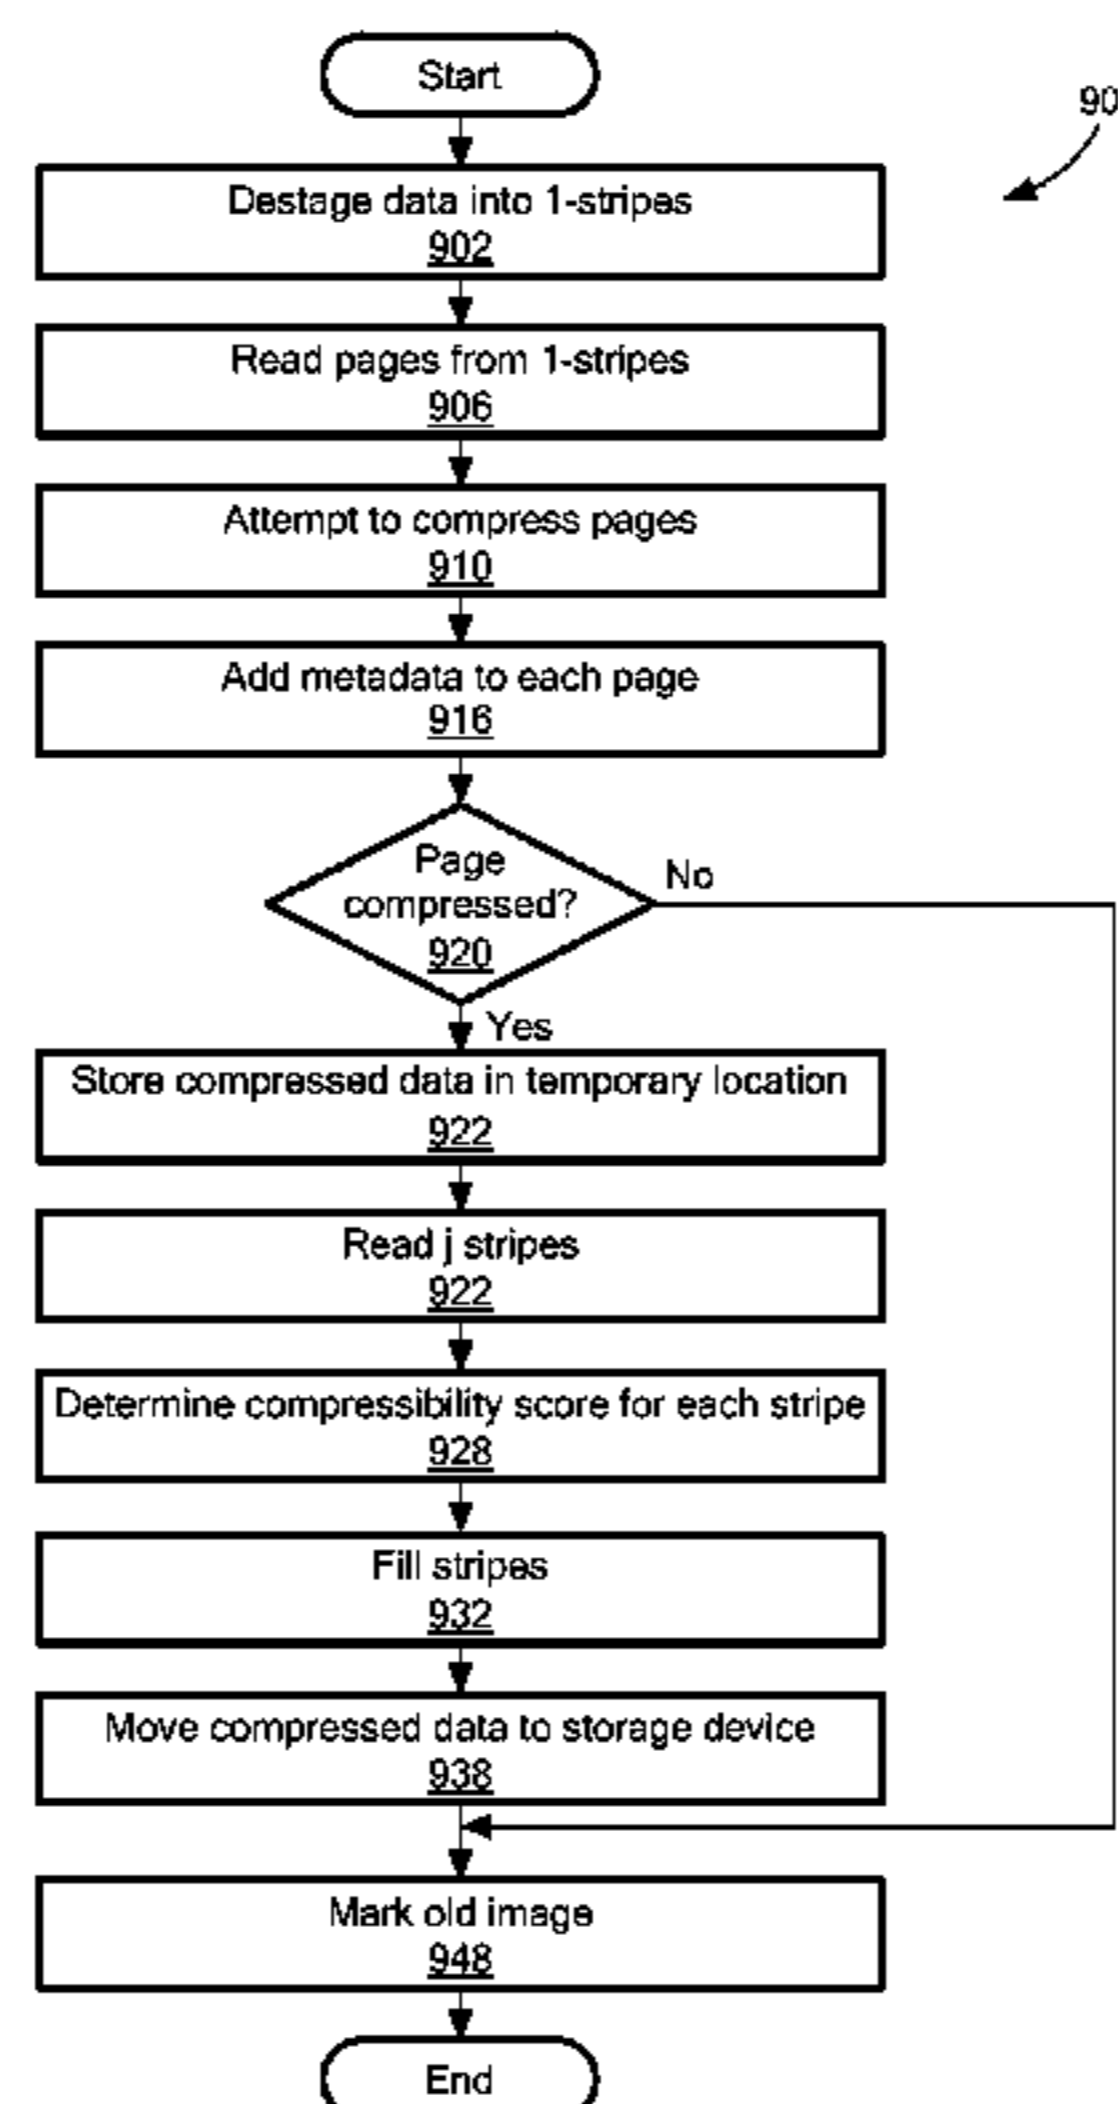 Start
90
Destage data into 1-stripes
902
Read pages from 1-stripes
906
Attempt to compress pages
910
Add metadata to each page
916
Page
compressed?
920
No
Yes
Store compressed data in temporary location
922
Read j stripes
922
Determine compressibility score for each stripe
928
Fill stripes
932
Move compressed data to storage device
938
Mark old image
948
End